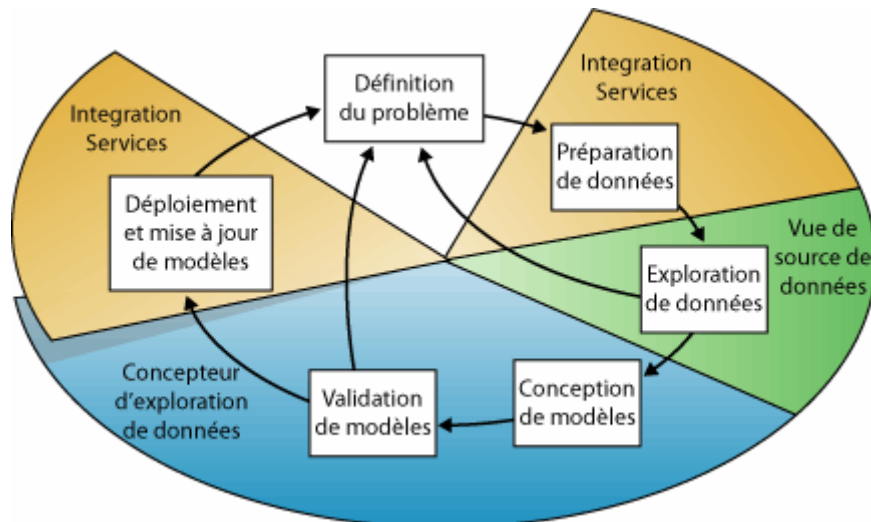 Définition
du problème
Integration
Services
Préparation
de données
Vue de
source de
données
Exploration
de données
Conception
de modèles
Validation
de modèles
Concepteur
d'exploration
de données
Déploiement
et mise à jour
de modèles
Integration
Services